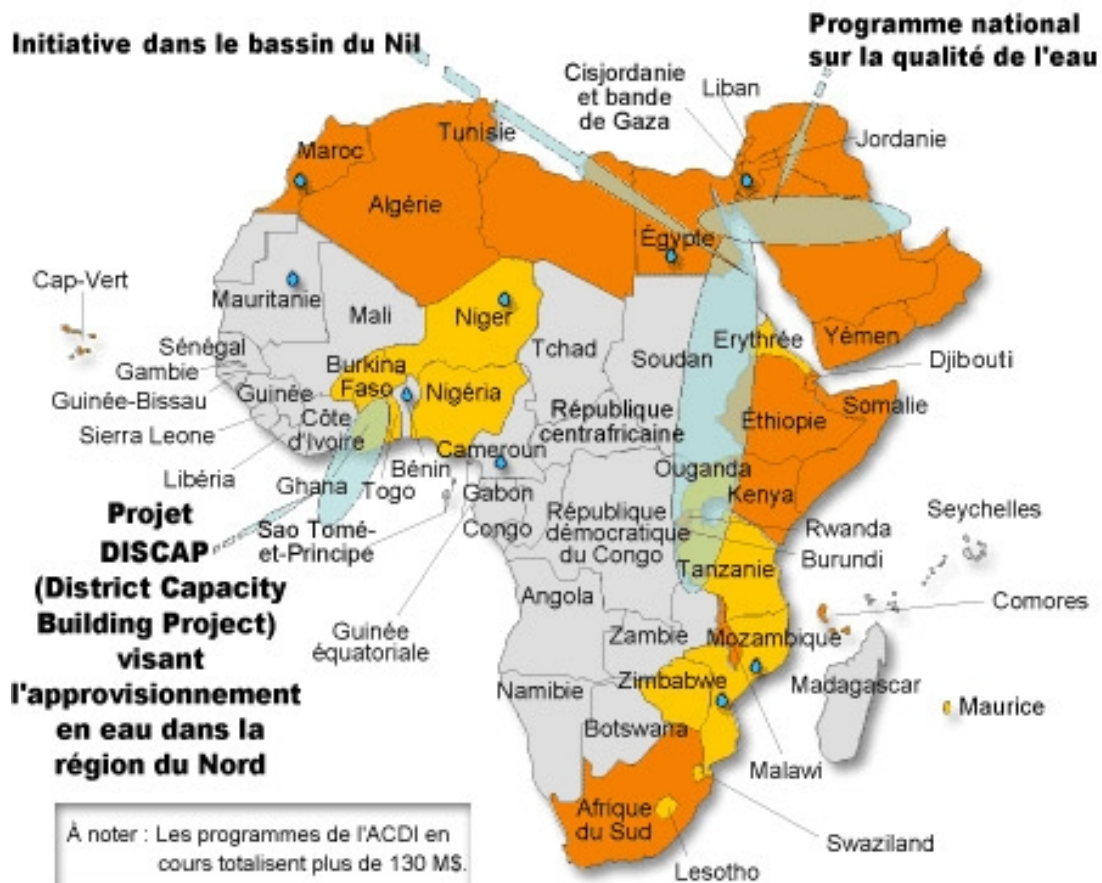 Initiative dans le bassin du Nil
Programme national
sur la qualité de l'eau
Cisjordanie
et bande
de Gaza
Liban
Jordanie
Tunisie
Maroc
Algérie
Égypte
Cap-Vert
Mauritanie
Mali
Niger
Tchad
Soudan
Erythrée
Yémen
Djibouti
Sénégal
Gambie
Guinée-Bissau
Guinée
Sierra Leone
Burkina
Faso
Nigéria
Côte
d'Ivoire
République
centrafricaine
Éthiopie
Somalie
Libéria
Ghana
Togo
Bénin
Cameroun
Ouganda
Kenya
Gabon
Congo
Sao Tomé-
et-Principe
République
démocratique
du Congo
Rwanda
Burundi
Seychelles
Tanzanie
Projet
DISCAP
(District Capacity
Building Project)
visant
l'approvisionnement
en eau dans la
région du Nord
Guinée
équatoriale
Angola
Zambie
Mozambique
Comores
Namibie
Zimbabwe
Botswana
Madagascar
Maurice
Malawi
Afrique
du Sud
Swaziland
Lesotho
À noter : Les programmes de l'ACDI en
cours totalisent plus de 130 M$.